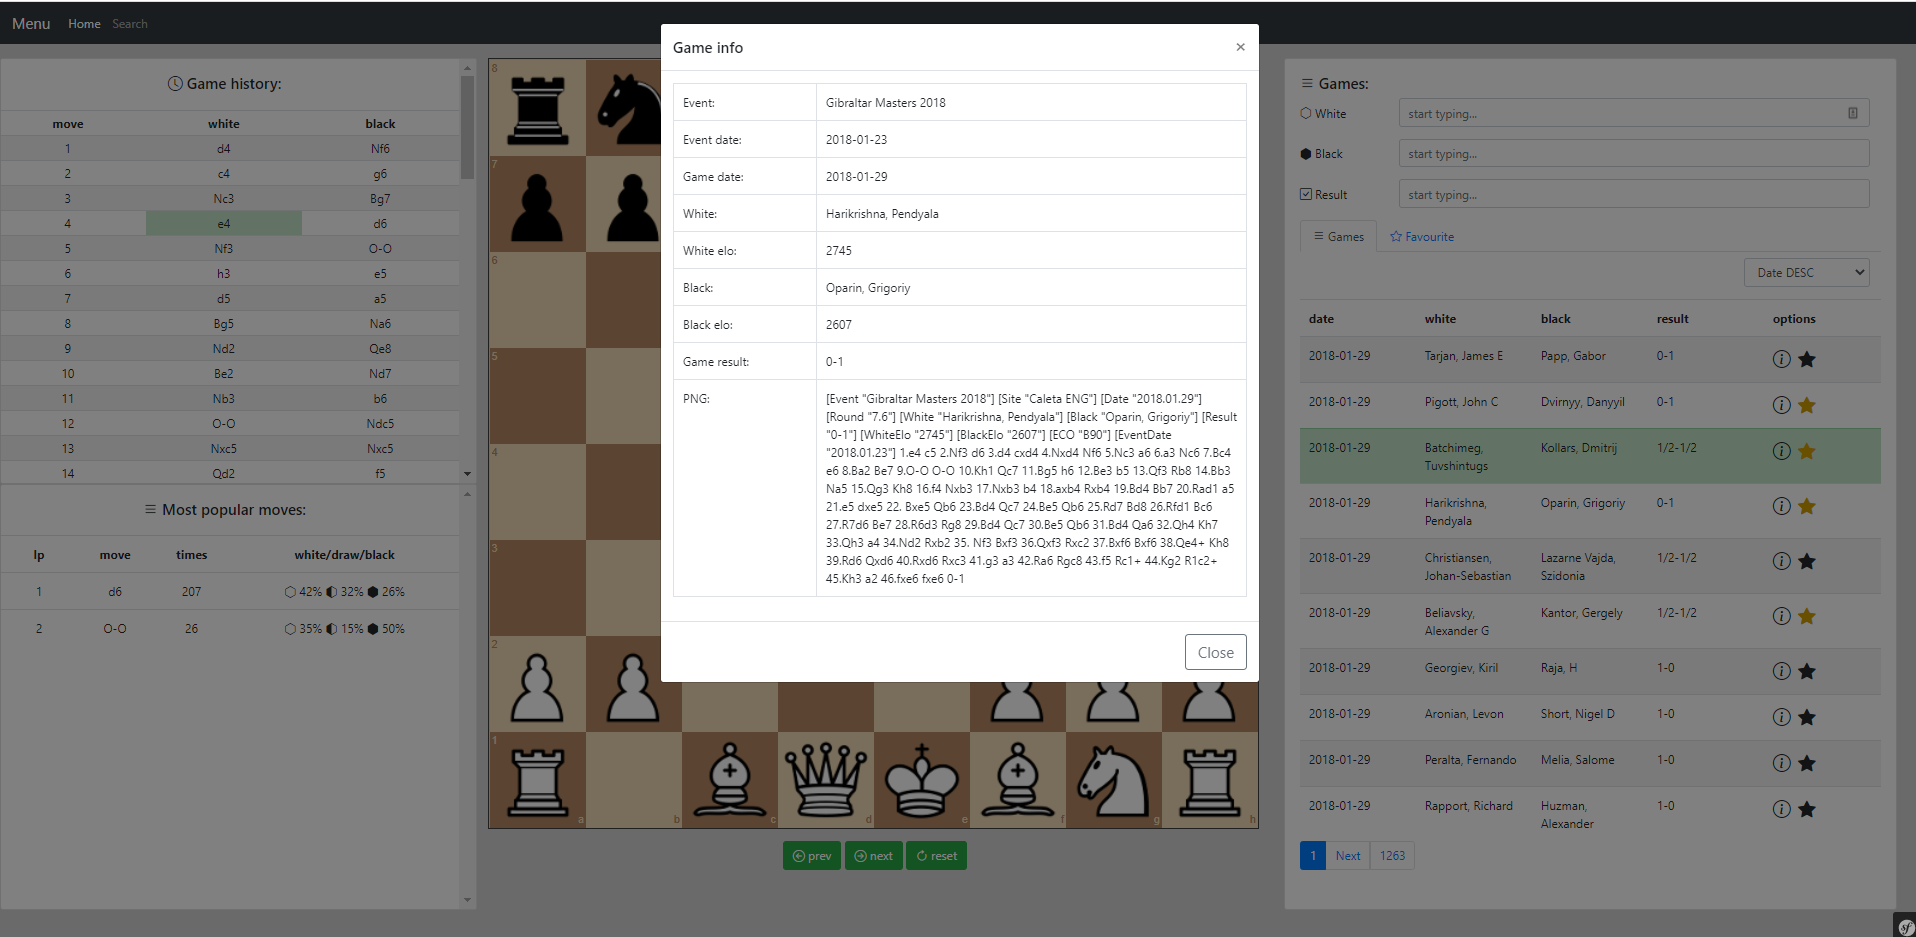 Menu Home Search
Game history:
move white black
1 d4 Nf6
2 c4 g6
3 Nc3 Bg7
4 e4 d6
5 Nf3 O-O
6 h3 e5
7 d5 a5
8 Bg5 Na6
9 Nd2 Qe8
10 Be2 Nd7
11 Nb3 b6
12 O-O Ndc5
13 Nxc5 Nxc5
14 Qd2 f5
Most popular moves:
lp move times white/draw/black
1 d6 207 42% 32% 26%
2 O-O 26 35% 15% 50%
8
7
6
5
4
3
2
1
a b c d e f g h
prev next reset
Game info ×
Event: Gibraltar Masters 2018
Event date: 2018-01-23
Game date: 2018-01-29
White: Harikrishna, Pendyala
White elo: 2745
Black: Oparin, Grigoriy
Black elo: 2607
Game result: 0-1
PNG: [Event "Gibraltar Masters 2018"] [Site "Caleta ENG"] [Date "2018.01.29"]
[Round "7.6"] [White "Harikrishna, Pendyala"] [Black "Oparin, Grigoriy"] [Result
"0-1"] [WhiteElo "2745"] [BlackElo "2607"] [ECO "B90"] [EventDate
"2018.01.23"] 1.e4 c5 2.Nf3 d6 3.d4 cxd4 4.Nxd4 Nf6 5.Nc3 a6 6.a3 Nc6 7.Bc4
e6 8.Ba2 Be7 9.O-O O-O 10.Kh1 Qc7 11.Bg5 h6 12.Be3 b5 13.Qf3 Rb8 14.Bb3
Na5 15.Qg3 Kh8 16.f4 Nxb3 17.Nxb3 b4 18.axb4 Rxb4 19.Bd4 Bb7 20.Rad1 a5
21.e5 dxe5 22. Bxe5 Qb6 23.Bd4 Qc7 24.Be5 Qb6 25.Rd7 Bd8 26.Rfd1 Bc6
27.R7d6 Be7 28.R6d3 Rg8 29.Bd4 Qc7 30.Be5 Qb6 31.Bd4 Qa6 32.Qh4 Kh7
33.Qh3 a4 34.Nd2 Rxb2 35. Nf3 Bxf3 36.Qxf3 Rxc2 37.Bxf6 Bxf6 38.Qe4+ Kh8
39.Rd6 Qxd6 40.Rxd6 Rxc3 41.g3 a3 42.Ra6 Rgc8 43.f5 Rc1+ 44.Kg2 R1c2+
45.Kh3 a2 46.fxe6 fxe6 0-1
Close
Games:
White start typing...
Black start typing...
Result start typing...
Games Favourite
Date DESC
date white black result options
2018-01-29 Tarjan, James E Papp, Gabor 0-1
2018-01-29 Pigott, John C Dvirnyy, Danyyil 0-1
2018-01-29 Batchimeg, Kollars, Dmitrij 1/2-1/2
Tuvshintugs
2018-01-29 Harikrishna, Oparin, Grigoriy 0-1
Pendyala
2018-01-29 Christiansen, Lazarne Vajda, 1/2-1/2
Johan-Sebastian Szidonia
2018-01-29 Beliavsky, Kantor, Gergely 1/2-1/2
Alexander G
2018-01-29 Georgiev, Kiril Raja, H 1-0
2018-01-29 Aronian, Levon Short, Nigel D 1-0
2018-01-29 Peralta, Fernando Melia, Salome 1-0
2018-01-29 Rapport, Richard Huzman, 1-0
Alexander
1 Next 1263
sf